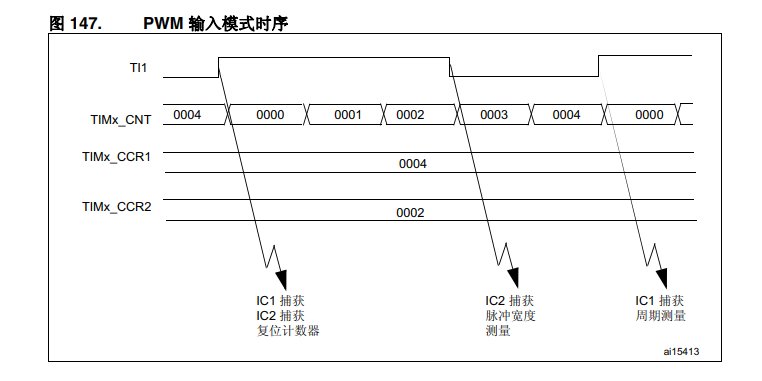 图 147. PWM 输入模式时序
TI1
TIMx_CNT 0004 0000 0001 0002 0003 0004 0000
TIMx_CCR1 0004
TIMx_CCR2 0002
IC1 捕获
IC2 捕获
复位计数器
IC2 捕获
脉冲宽度
测量
IC1 捕获
周期测量
ai15413